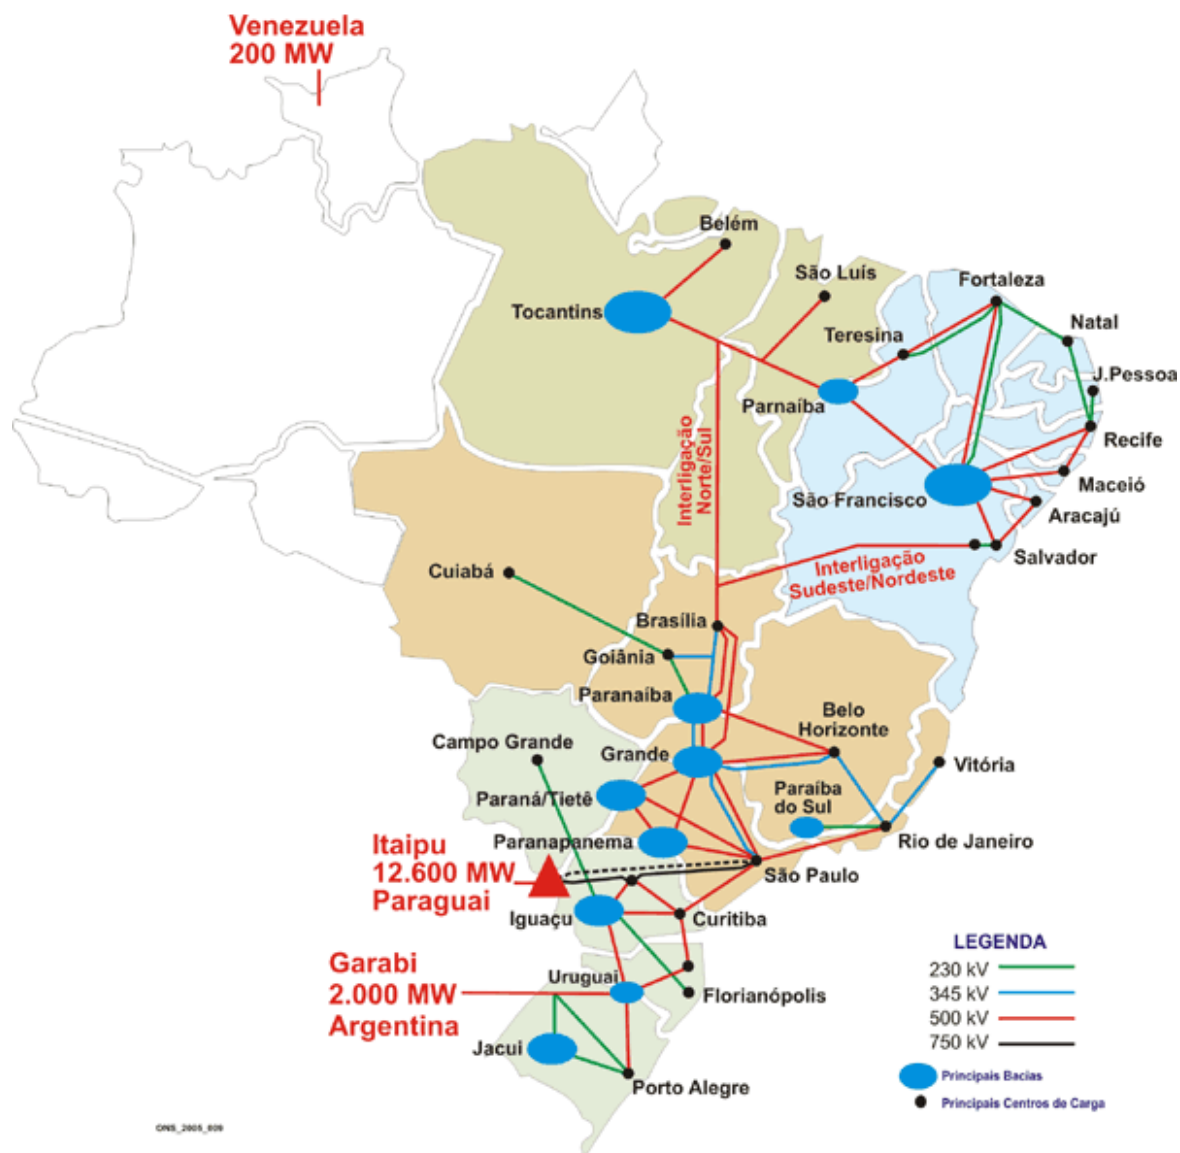 Venezuela
200 MW
Belém
São Luís
Fortaleza
Tocantins
Teresina
Natal
J.Pessoa
Parnaíba
Interligação
Norte/Sul
Recife
São Francisco
Maceió
Aracajú
Salvador
Interligação
Sudeste/Nordeste
Cuiabá
Brasília
Goiânia
Paranaíba
Belo
Horizonte
Campo Grande
Grande
Vitória
Paraná/Tietê
Paraíba
do Sul
Paranapanema
Rio de Janeiro
Itaipu
12.600 MW
Paraguai
São Paulo
Iguaçu
Curitiba
Garabi
2.000 MW
Argentina
Uruguai
Florianópolis
Jacui
Porto Alegre
LEGENDA
230 kV
345 kV
500 kV
750 kV
Principais Bacias
Principais Centros de Carga
ONS_2005_009